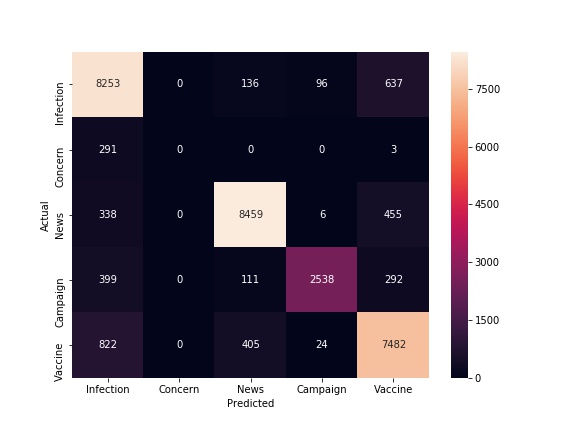 Actual
Infection
8253 0 136 96 637
Concern
291 0 0 0 3
News
338 0 8459 6 455
Campaign
399 0 111 2538 292
Vaccine
822 0 405 24 7482
Infection Concern News Campaign Vaccine
Predicted
7500
6000
4500
3000
1500
0